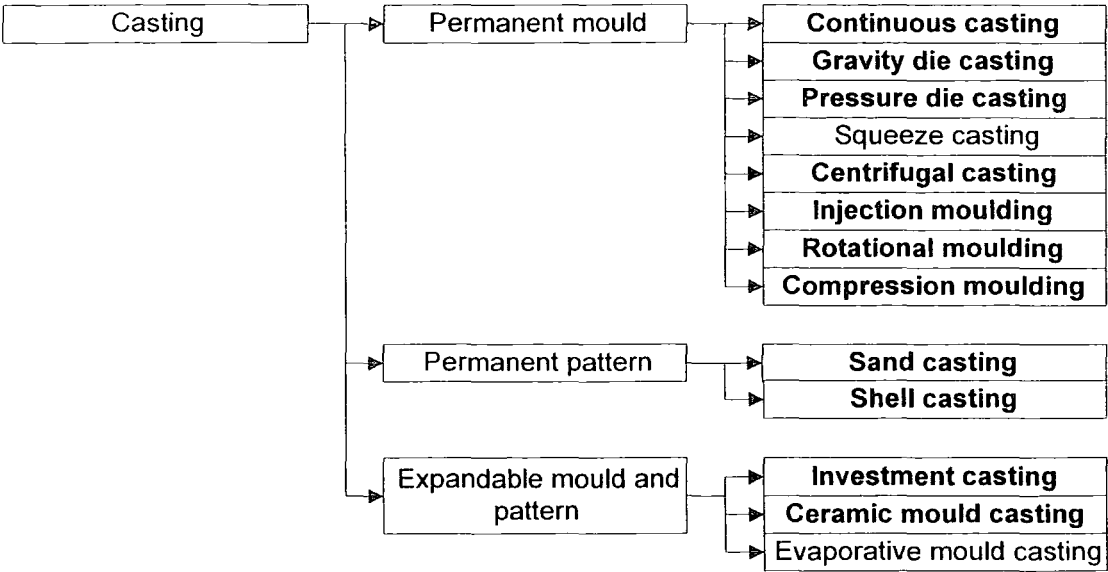 Casting
Permanent mould
Continuous casting
Gravity die casting
Pressure die casting
Squeeze casting
Centrifugal casting
Injection moulding
Rotational moulding
Compression moulding
Permanent pattern
Sand casting
Shell casting
Expandable mould and
pattern
Investment casting
Ceramic mould casting
Evaporative mould casting